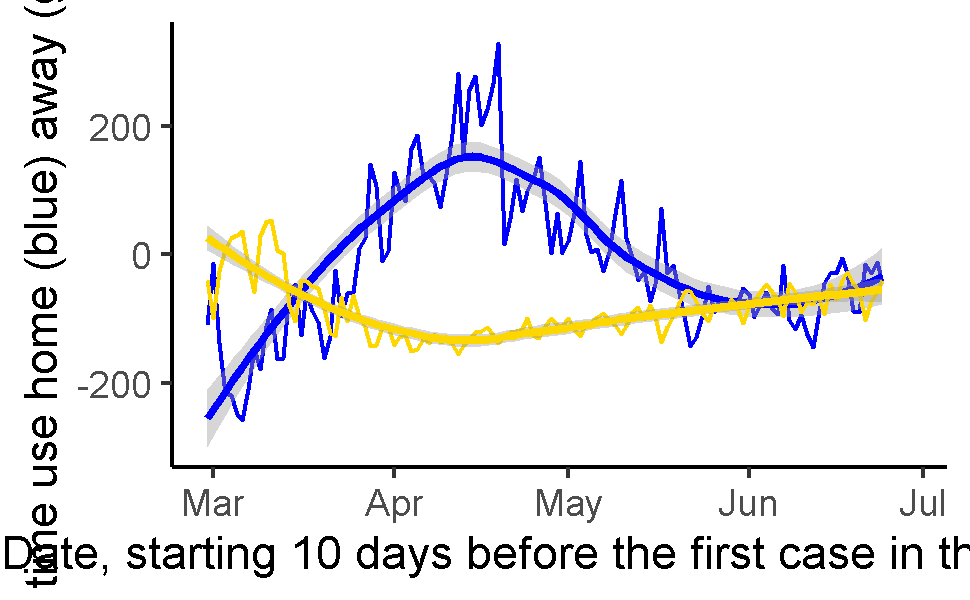 time use home (blue) away (
200
0
-200
Mar Apr May Jun Jul
Date, starting 10 days before the first case in